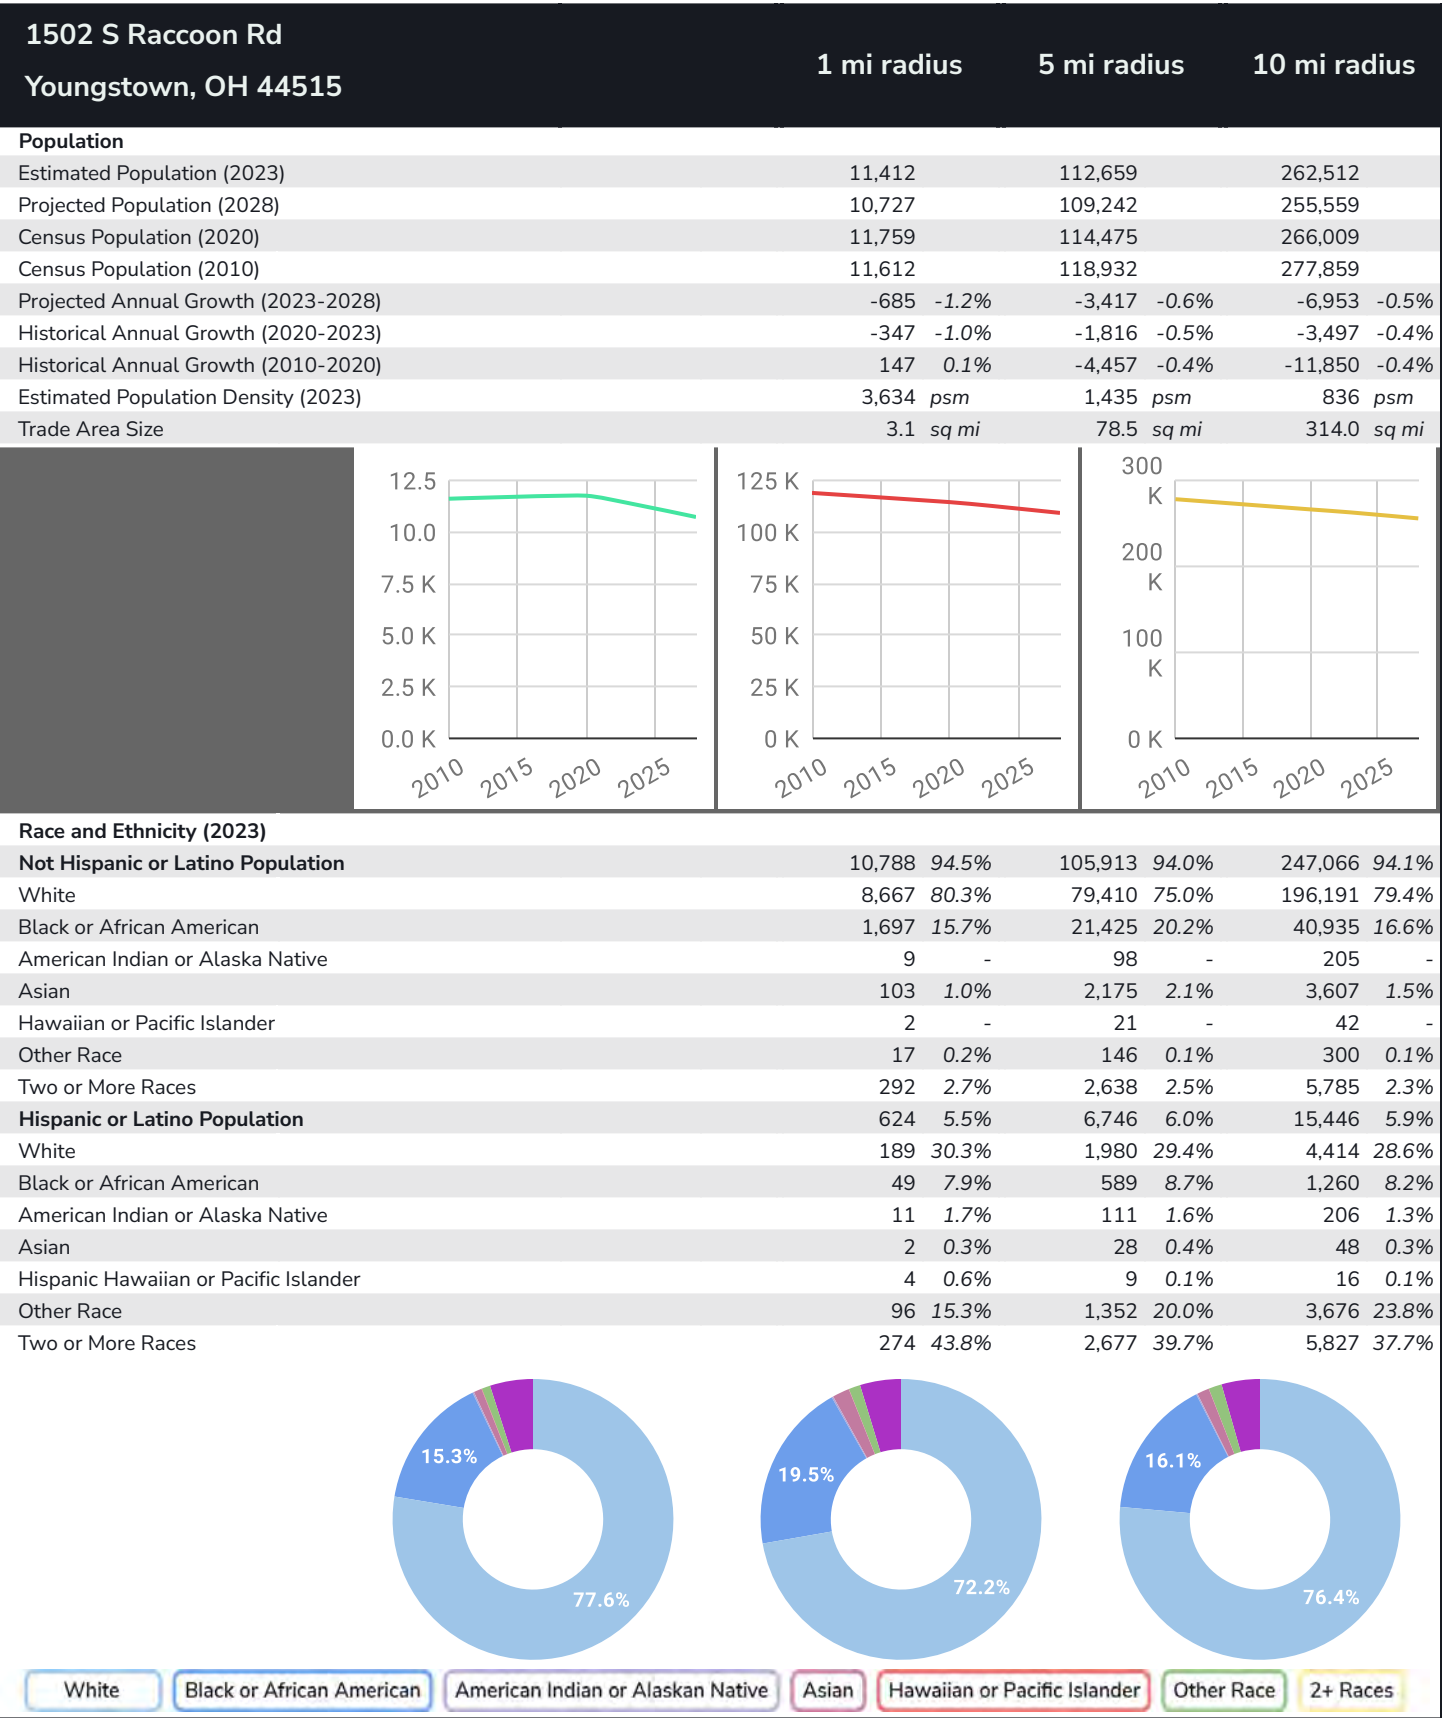 1502 S Raccoon Rd
Youngstown, OH 44515
1 mi radius 5 mi radius 10 mi radius
Population
Estimated Population (2023) 11,412 112,659 262,512
Projected Population (2028) 10,727 109,242 255,559
Census Population (2020) 11,759 114,475 266,009
Census Population (2010) 11,612 118,932 277,859
Projected Annual Growth (2023-2028) -685 -1.2% -3,417 -0.6% -6,953 -0.5%
Historical Annual Growth (2020-2023) -347 -1.0% -1,816 -0.5% -3,497 -0.4%
Historical Annual Growth (2010-2020) 147 0.1% -4,457 -0.4% -11,850 -0.4%
Estimated Population Density (2023) 3,634 psm 1,435 psm 836 psm
Trade Area Size 3.1 sq mi 78.5 sq mi 314.0 sq mi
12.5
10.0
7.5 K
5.0 K
2.5 K
0.0 K
2010 2015 2020 2025
125 K
100 K
75 K
50 K
25 K
0 K
2010 2015 2020 2025
300
K
200
K
100
K
0 K
2010 2015 2020 2025
Race and Ethnicity (2023)
Not Hispanic or Latino Population 10,788 94.5% 105,913 94.0% 247,066 94.1%
White 8,667 80.3% 79,410 75.0% 196,191 79.4%
Black or African American 1,697 15.7% 21,425 20.2% 40,935 16.6%
American Indian or Alaska Native 9 - 98 - 205 -
Asian 103 1.0% 2,175 2.1% 3,607 1.5%
Hawaiian or Pacific Islander 2 - 21 - 42 -
Other Race 17 0.2% 146 0.1% 300 0.1%
Two or More Races 292 2.7% 2,638 2.5% 5,785 2.3%
Hispanic or Latino Population 624 5.5% 6,746 6.0% 15,446 5.9%
White 189 30.3% 1,980 29.4% 4,414 28.6%
Black or African American 49 7.9% 589 8.7% 1,260 8.2%
American Indian or Alaska Native 11 1.7% 111 1.6% 206 1.3%
Asian 2 0.3% 28 0.4% 48 0.3%
Hispanic Hawaiian or Pacific Islander 4 0.6% 9 0.1% 16 0.1%
Other Race 96 15.3% 1,352 20.0% 3,676 23.8%
Two or More Races 274 43.8% 2,677 39.7% 5,827 37.7%
15.3%
77.6%
19.5%
72.2%
16.1%
76.4%
White Black or African American American Indian or Alaskan Native Asian Hawaiian or Pacific Islander Other Race 2+ Races